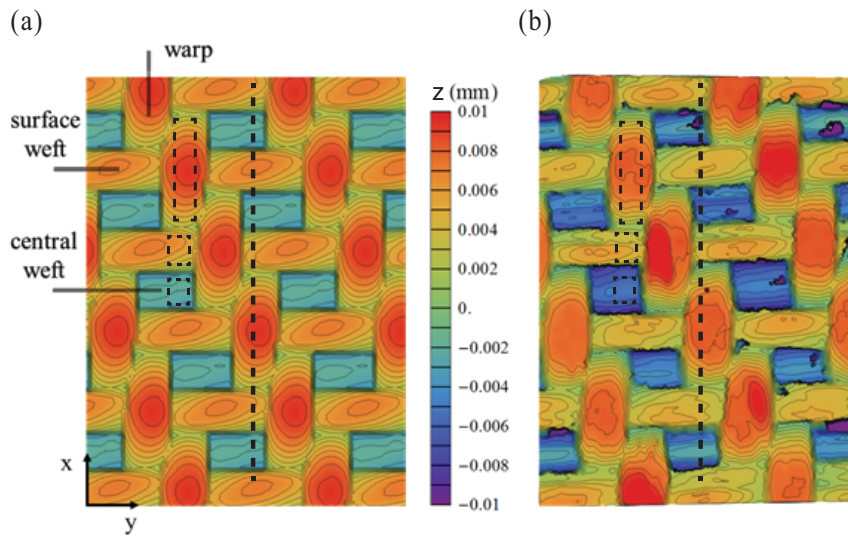 (a)
(b)
warp
surface
weft
central
weft
x
y
z (mm)
0.01
0.008
0.006
0.004
0.002
0.
−0.002
−0.004
−0.006
−0.008
−0.01